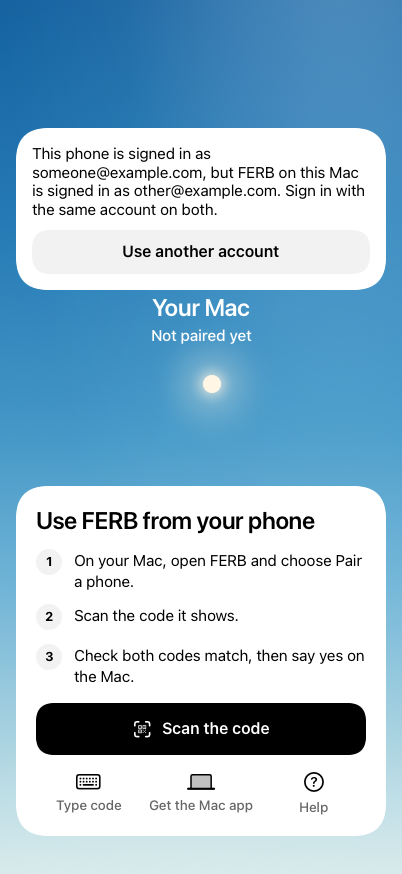 This phone is signed in as
someone@example.com, but FERB on this Mac
is signed in as other@example.com. Sign in with
the same account on both.
Use another account
Your Mac
Not paired yet
Use FERB from your phone
1 On your Mac, open FERB and choose Pair
a phone.
2 Scan the code it shows.
3 Check both codes match, then say yes on
the Mac.
Scan the code
Type code
Get the Mac app
Help